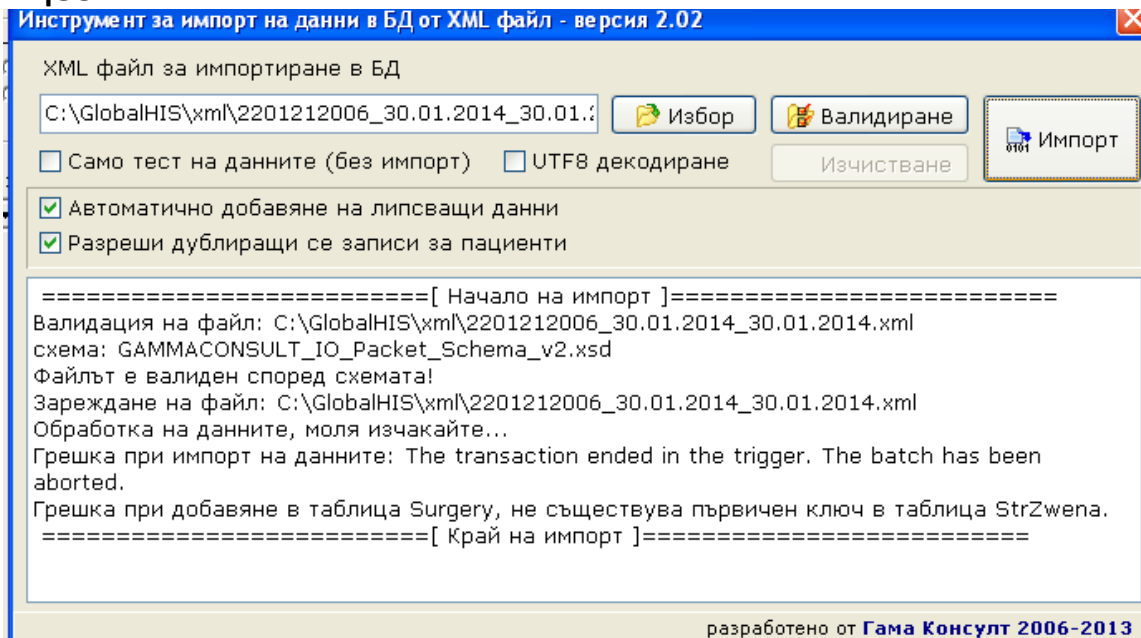 Инструмент за импорт на данни в БД от XML файл - версия 2.02
XML файл за импортиране в БД
C:\GlobalHIS\xml\2201212006_30.01.2014_30.01.2 Избор Валидиране
Импорт
Само тест на данните (без импорт) UTF8 декодиране Изчистване
Автоматично добавяне на липсващи данни
Разреши дублиращи се записи за пациенти
==========================[ Начало на импорт ]==========================
Валидация на файл: C:\GlobalHIS\xml\2201212006_30.01.2014_30.01.2014.xml
схема: GAMMACONSULT_IO_Packet_Schema_v2.xsd
Файлът е валиден според схемата!
Зареждане на файл: C:\GlobalHIS\xml\2201212006_30.01.2014_30.01.2014.xml
Обработка на данните, моля изчакайте...
Грешка при импорт на данните: The transaction ended in the trigger. The batch has been
aborted.
Грешка при добавяне в таблица Surgery, не съществува първичен ключ в таблица StrZwena.
==========================[ Край на импорт ]==========================
разработено от Гама Консулт 2006-2013